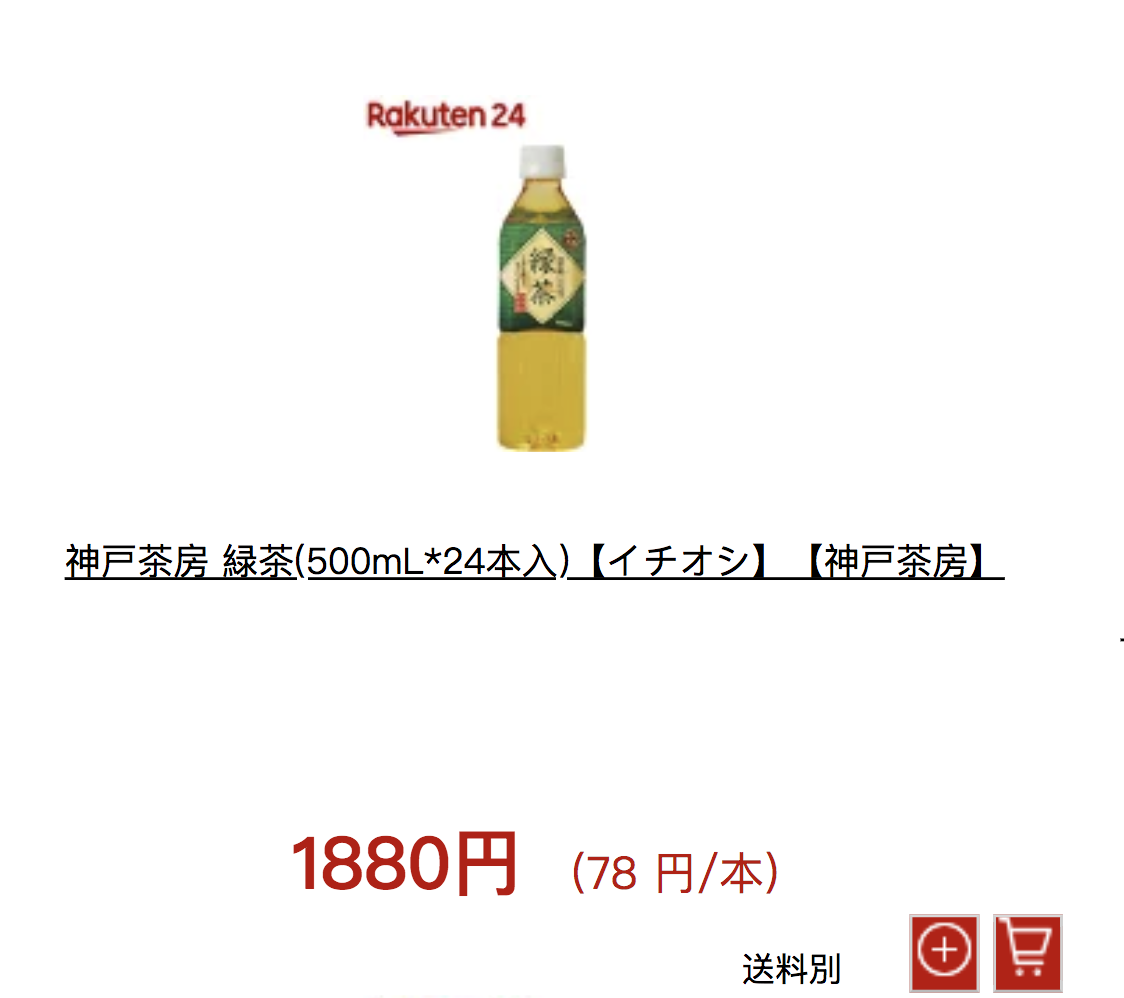 Rakuten 24
緑茶
神戸茶房 緑茶(500mL*24本入)【イチオシ】【神戸茶房】
1880円 (78 円/本)
送料別